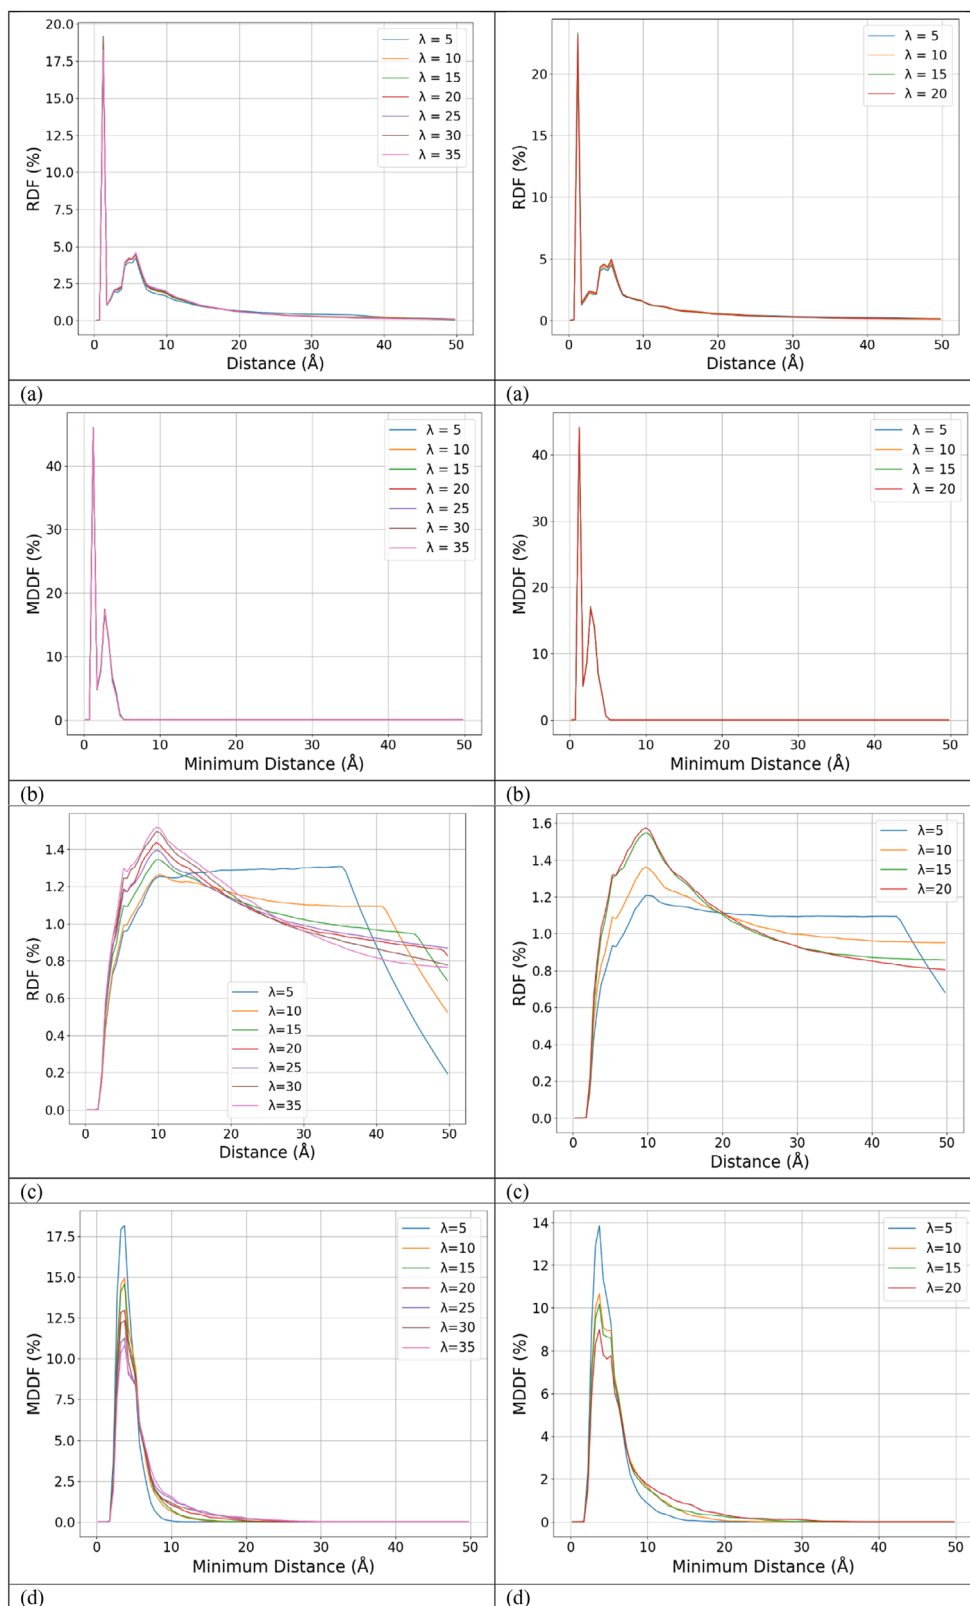 20.0
17.5
15.0
12.5
10.0
7.5
5.0
2.5
0.0
RDF (%)
λ = 5
λ = 10
λ = 15
λ = 20
λ = 25
λ = 30
λ = 35
0 10 20 30 40 50
Distance (Å)
(a)
20
15
10
5
0
RDF (%)
λ = 5
λ = 10
λ = 15
λ = 20
0 10 20 30 40 50
Distance (Å)
(a)
40
30
20
10
0
MDDF (%)
λ = 5
λ = 10
λ = 15
λ = 20
λ = 25
λ = 30
λ = 35
0 10 20 30 40 50
Minimum Distance (Å)
(b)
40
30
20
10
0
MDDF (%)
λ = 5
λ = 10
λ = 15
λ = 20
0 10 20 30 40 50
Minimum Distance (Å)
(b)
1.4
1.2
1.0
0.8
0.6
0.4
0.2
0.0
RDF (%)
λ=5
λ=10
λ=15
λ=20
λ=25
λ=30
λ=35
0 10 20 30 40 50
Distance (Å)
(c)
1.6
1.4
1.2
1.0
0.8
0.6
0.4
0.2
0.0
RDF (%)
λ=5
λ=10
λ=15
λ=20
0 10 20 30 40 50
Distance (Å)
(c)
17.5
15.0
12.5
10.0
7.5
5.0
2.5
0.0
MDDF (%)
λ=5
λ=10
λ=15
λ=20
λ=25
λ=30
λ=35
0 10 20 30 40 50
Minimum Distance (Å)
(d)
14
12
10
8
6
4
2
0
MDDF (%)
λ=5
λ=10
λ=15
λ=20
0 10 20 30 40 50
Minimum Distance (Å)
(d)